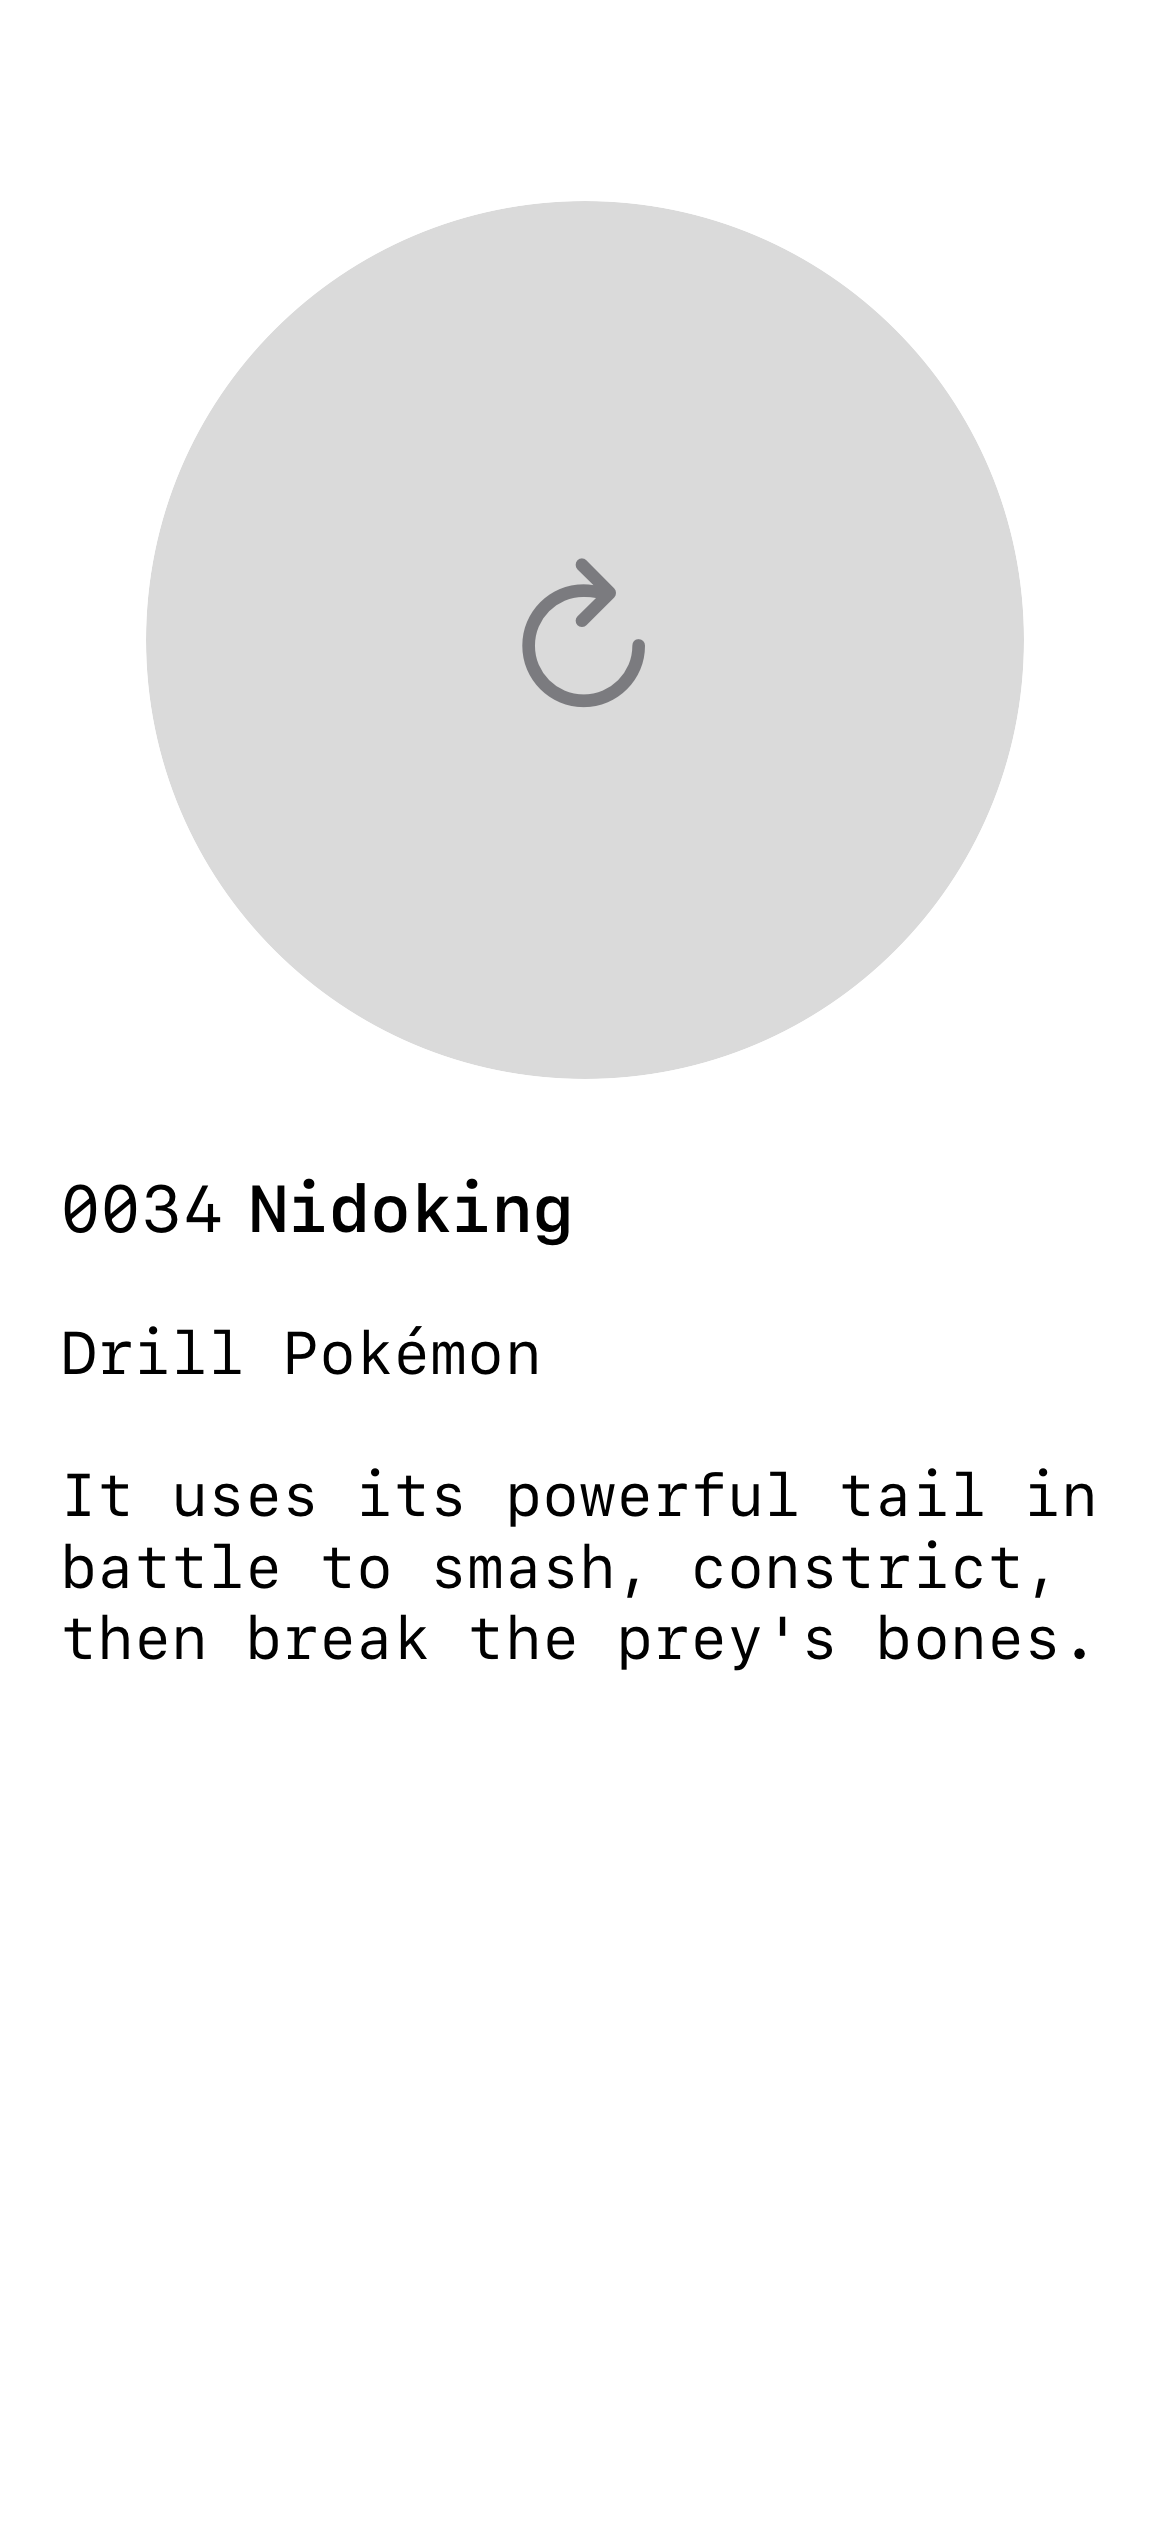 0034 Nidoking
Drill Pokémon
It uses its powerful tail in
battle to smash, constrict,
then break the prey's bones.